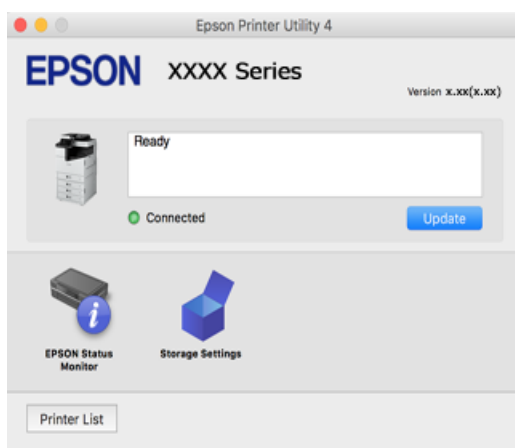 Epson Printer Utility 4
EPSON XXXX Series
Version x.xx(x.xx)
Ready
Connected
Update
EPSON Status
Monitor
Storage Settings
Printer List